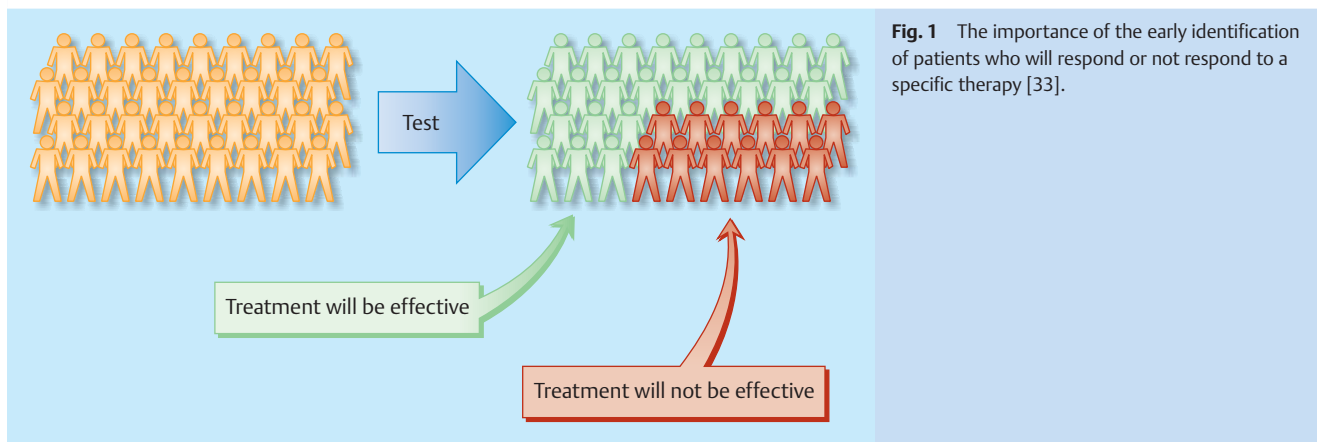 Test
Treatment will be effective
Treatment will not be effective
Fig. 1 The importance of the early identification
of patients who will respond or not respond to a
specific therapy [33].